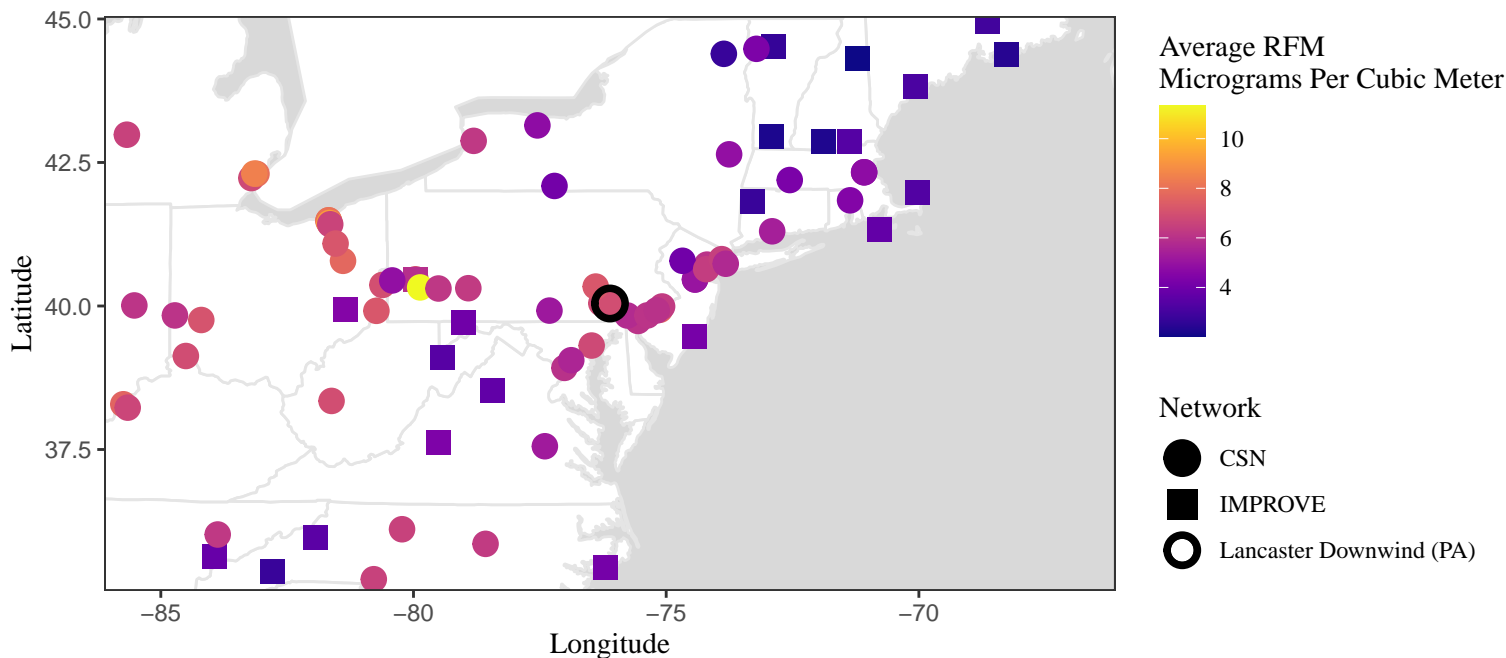 45.0
42.5
40.0
37.5
Latitude
−85
−80
−75
−70
Longitude
Average RFM
Micrograms Per Cubic Meter
10
8
6
4
Network
CSN
IMPROVE
Lancaster Downwind (PA)